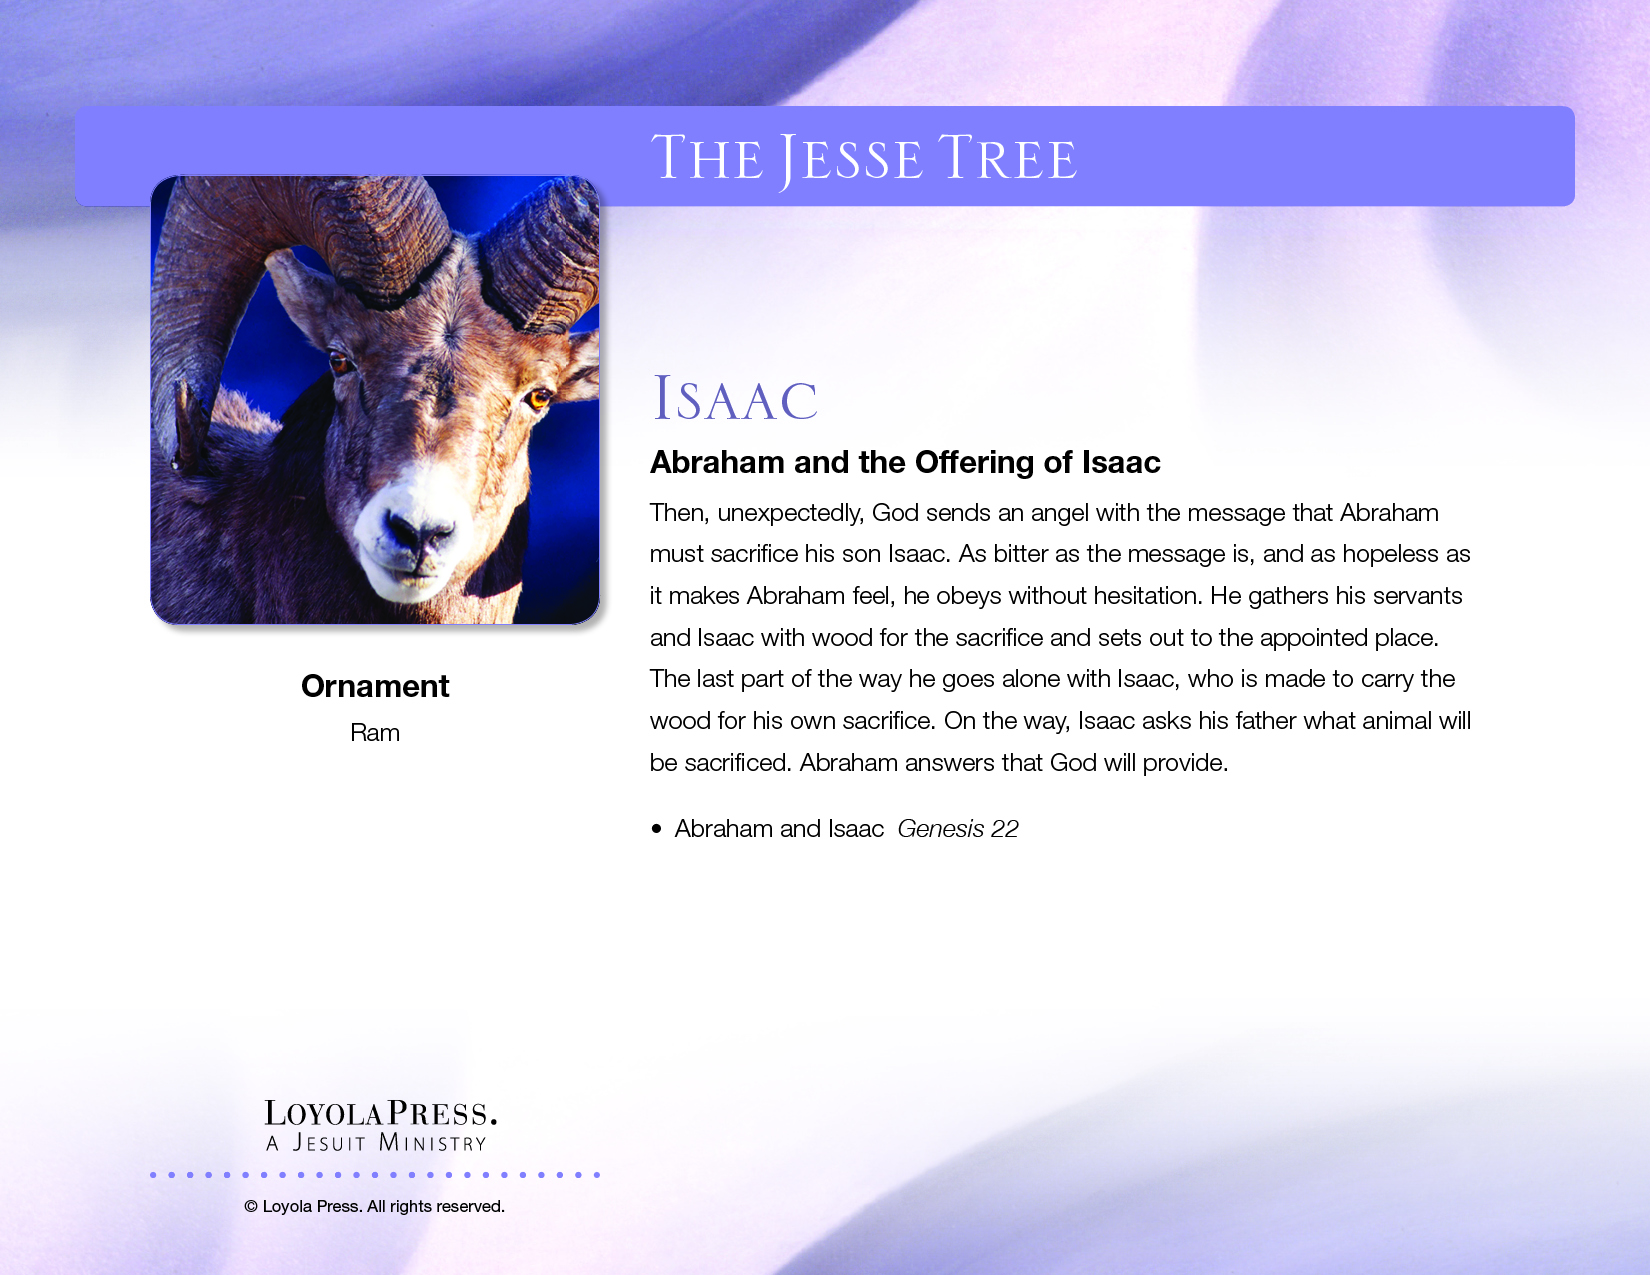 The Jesse Tree
Isaac
Abraham and the Offering of Isaac
Then, unexpectedly, God sends an angel with the message that Abraham
must sacrifice his son Isaac. As bitter as the message is, and as hopeless as
it makes Abraham feel, he obeys without hesitation. He gathers his servants
and Isaac with wood for the sacrifice and sets out to the appointed place.
The last part of the way he goes alone with Isaac, who is made to carry the
wood for his own sacrifice. On the way, Isaac asks his father what animal will
be sacrificed. Abraham answers that God will provide.
• Abraham and Isaac Genesis 22
Ornament
Ram
LoyolaPress.
A Jesuit Ministry
© Loyola Press. All rights reserved.